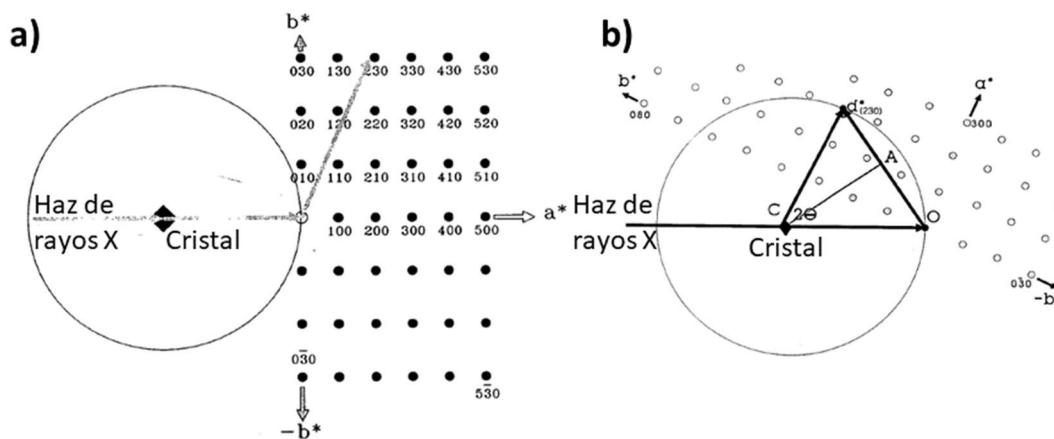 a)
b*
030 130 230 330 430 530
020 120 220 320 420 520
010 110 210 310 410 510
Haz de
rayos X
Cristal
100 200 300 400 500
a*
03̅0
53̅0
-b*
b)
b*
080
d*(230)
a*
300
A
Haz de
rayos X
C
2Θ
O
Cristal
03̅0
-b